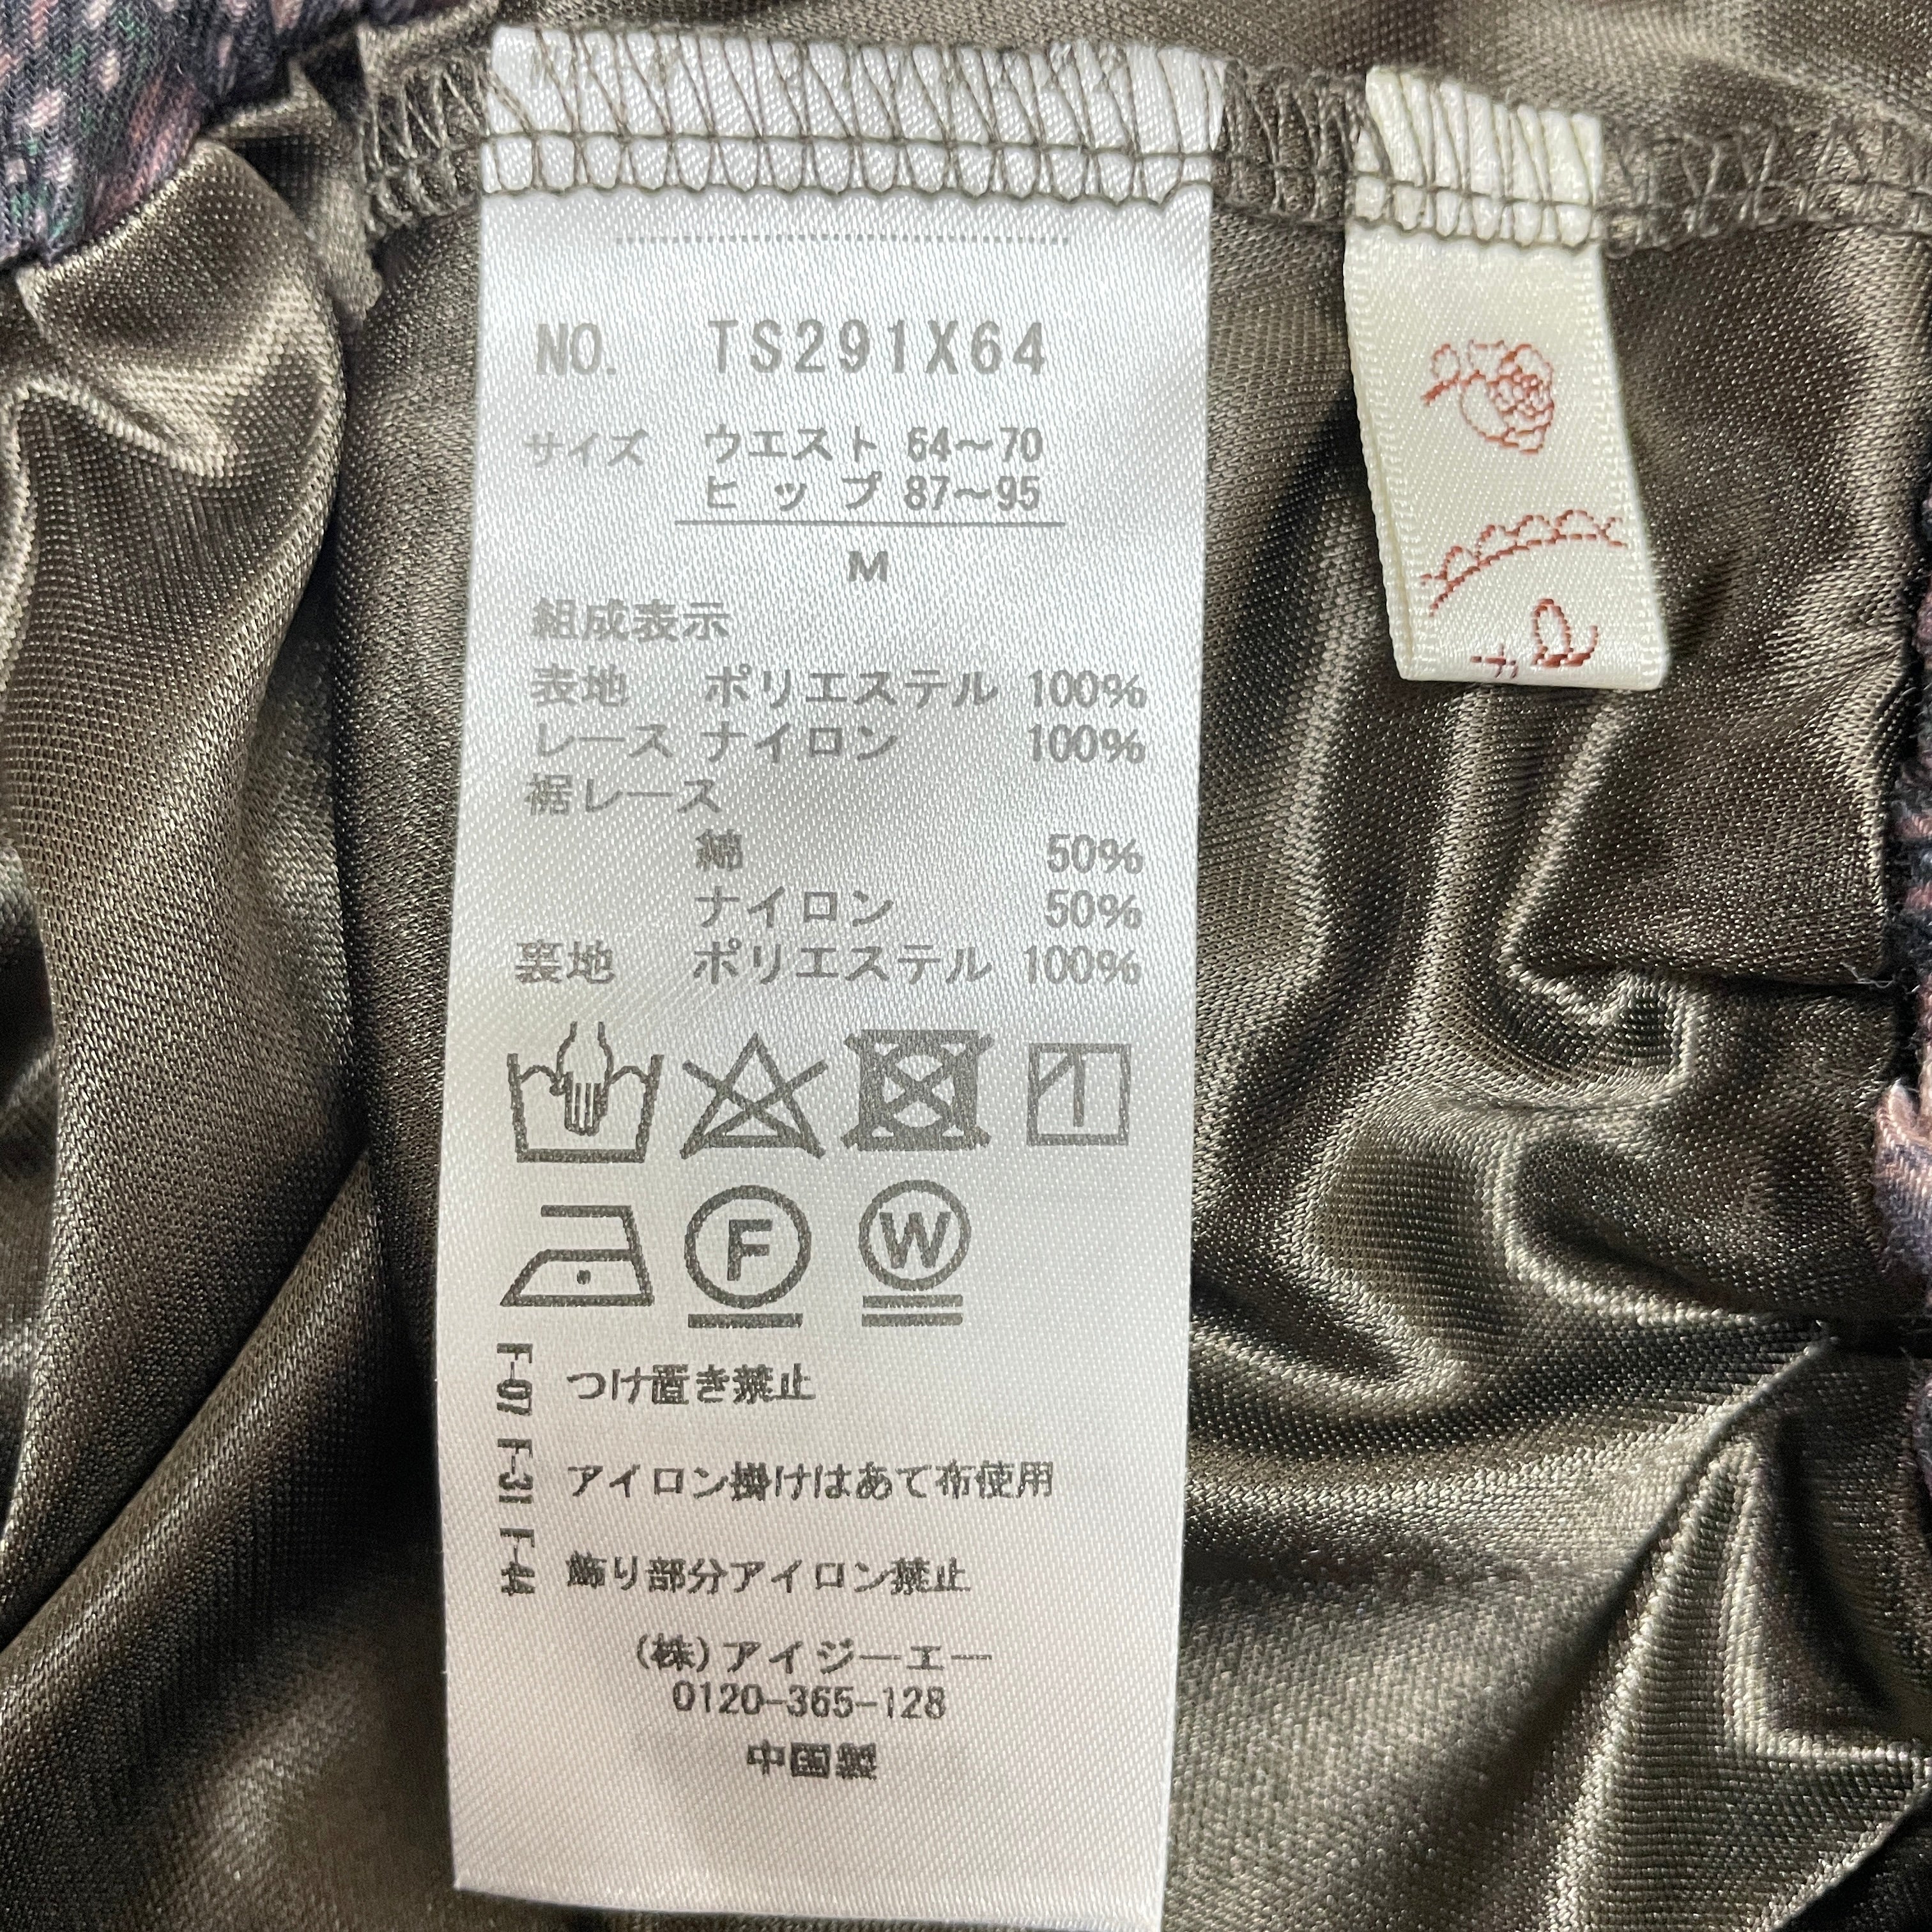 NO. TS291X64
サイズ ウエスト 64～70
ヒップ 87～95
M
組成表示
表地 ポリエステル 100%
レース ナイロン 100%
裾レース
綿 50%
ナイロン 50%
裏地 ポリエステル 100%
F
W
F-07 F-31 F-44
つけ置き禁止
アイロン掛けはあて布使用
飾り部分アイロン禁止
(株)アイジーエー
0120-365-128
中国製